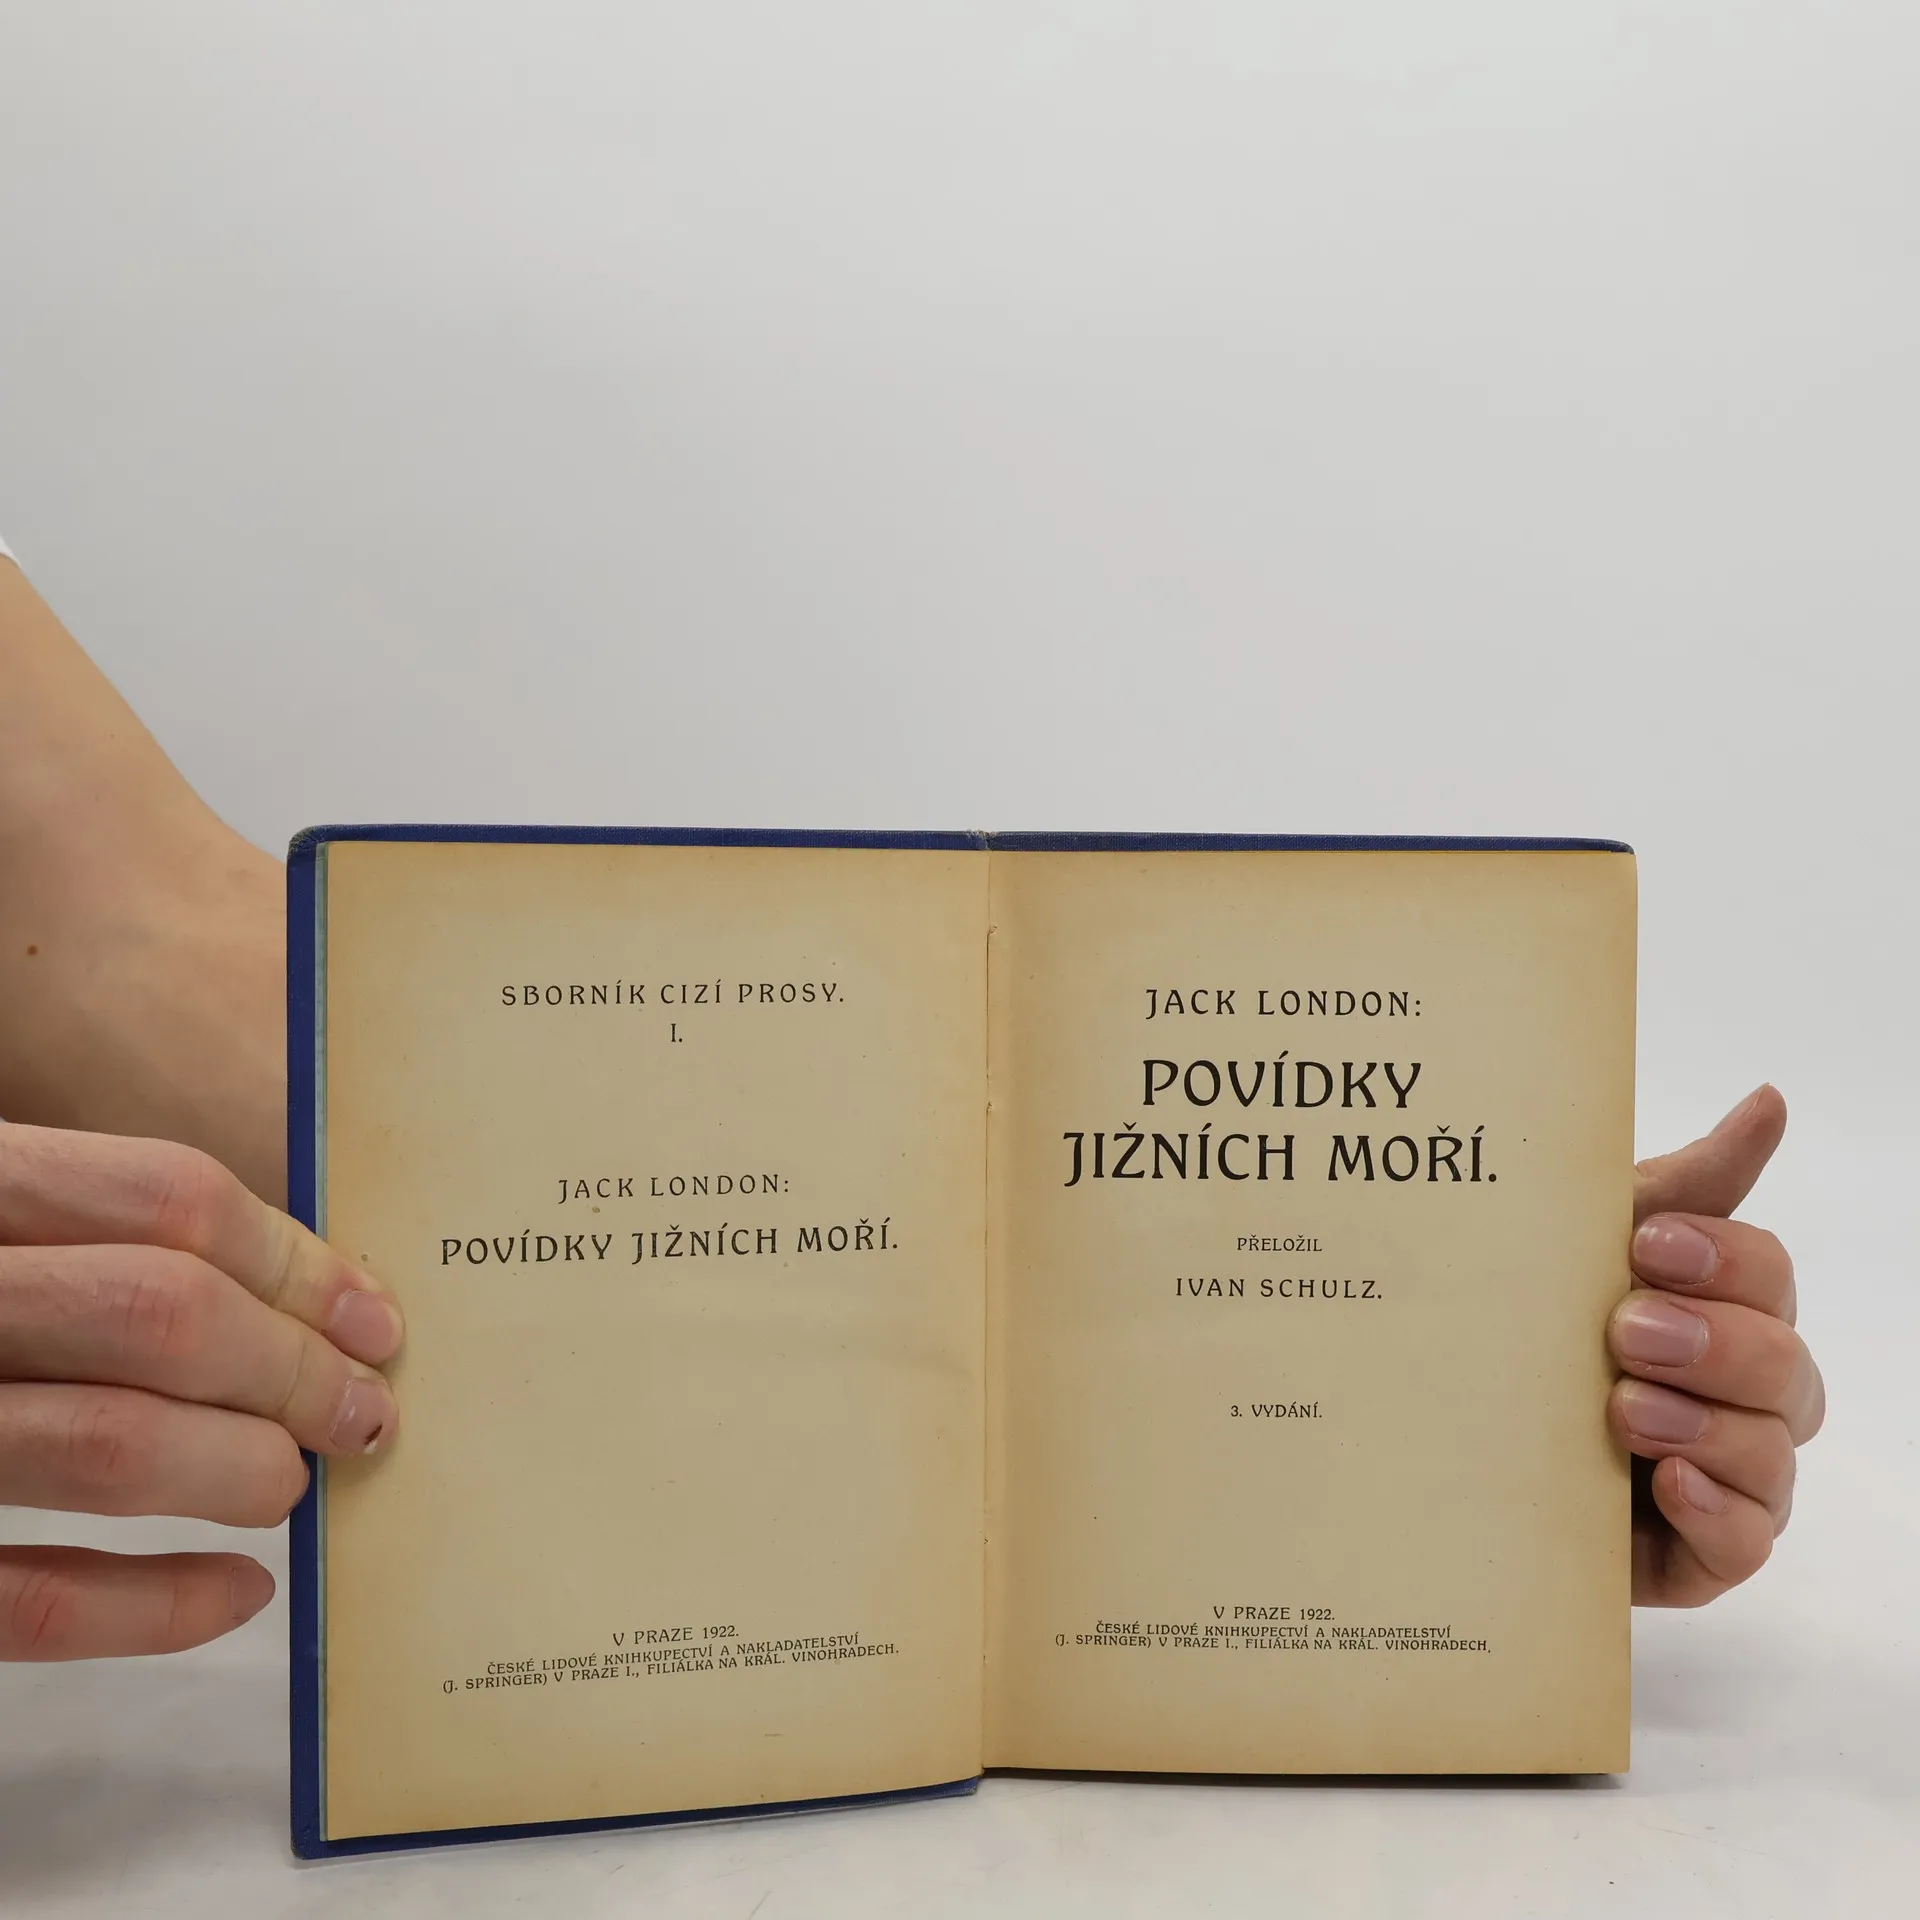 SBORNÍK CIZÍ PROSY.
I.
JACK LONDON:
POVÍDKY JIŽNÍCH MOŘÍ.
V PRAZE 1922.
ČESKÉ LIDOVÉ KNIHKUPECTVÍ A NAKLADATELSTVÍ
(J. SPRINGER) V PRAZE I., FILIÁLKA NA KRÁL. VINOHRADECH.
JACK LONDON:
POVÍDKY
JIŽNÍCH MOŘÍ.
PŘELOŽIL
IVAN SCHULZ.
3. VYDÁNÍ.
V PRAZE 1922.
ČESKÉ LIDOVÉ KNIHKUPECTVÍ A NAKLADATELSTVÍ
(J. SPRINGER) V PRAZE I., FILIÁLKA NA KRÁL. VINOHRADECH.